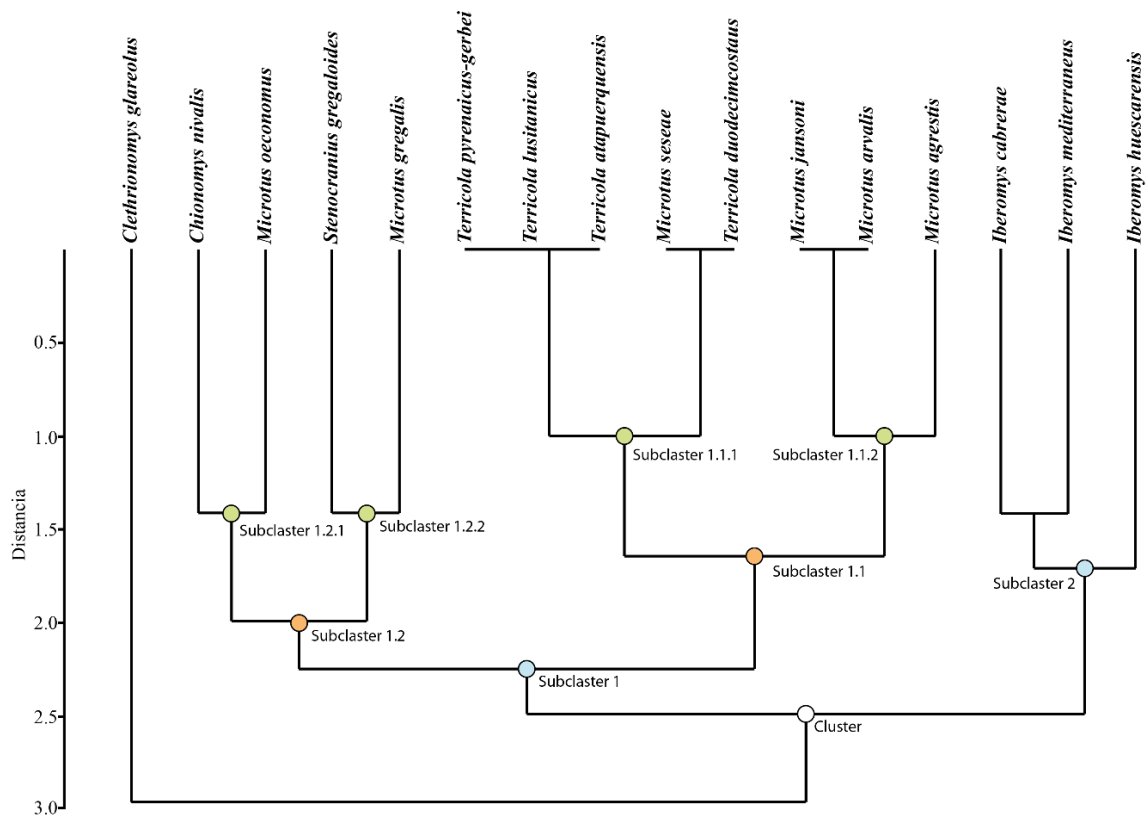 Clethrionomys glareolus
Chionomys nivalis
Microtus oeconomus
Stenocranius gregaloides
Microtus gregalis
Terricola pyrenaicus-gerbei
Terricola lusitanicus
Terricola atapuerquensis
Microtus seseae
Terricola duodecimcostaus
Microtus jansoni
Microtus arvalis
Microtus agrestis
Iberomys cabrerae
Iberomys mediterraneus
Iberomys huescarensis
Distancia
0.5
1.0
1.5
2.0
2.5
3.0
Subclaster 1.1.1
Subclaster 1.1.2
Subclaster 1.2.1
Subclaster 1.2.2
Subclaster 1.1
Subclaster 2
Subclaster 1.2
Subclaster 1
Cluster